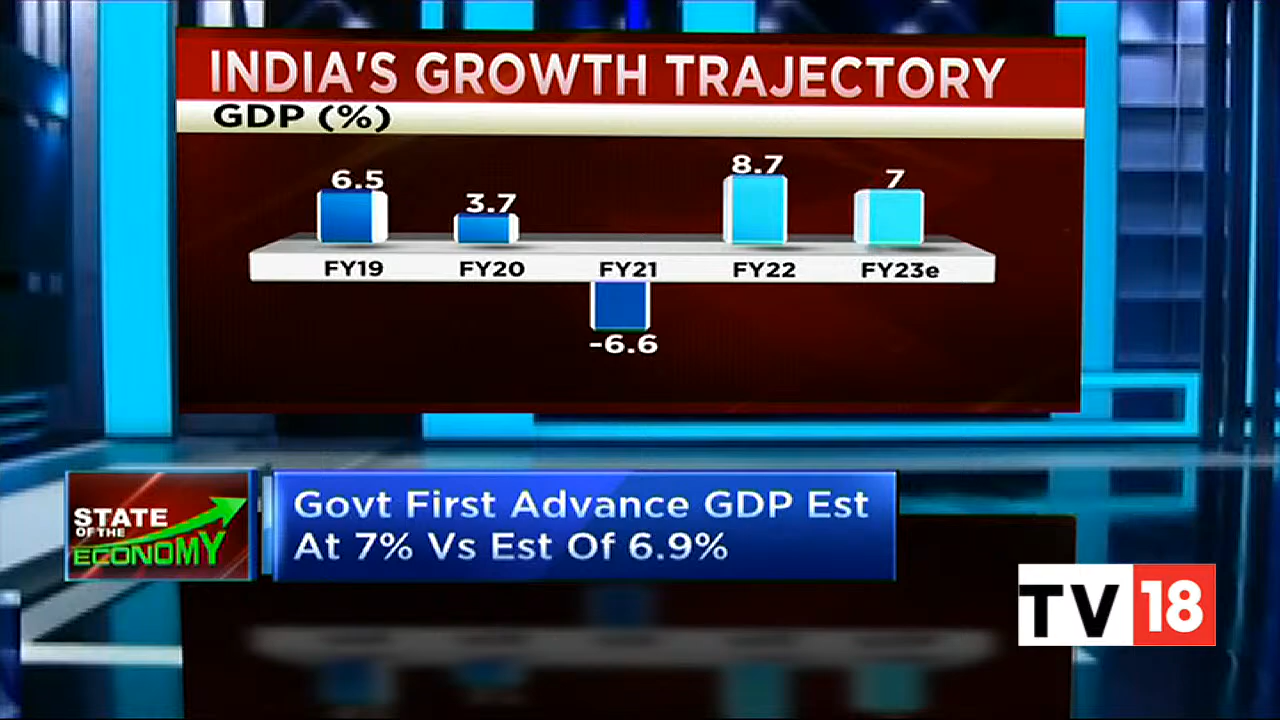 INDIA'S GROWTH TRAJECTORY
GDP (%)
6.5 3.7 8.7 7
FY19 FY20 FY21 FY22 FY23e
-6.6
STATE
OF THE
ECONOMY
Govt First Advance GDP Est
At 7% Vs Est Of 6.9%
TV18